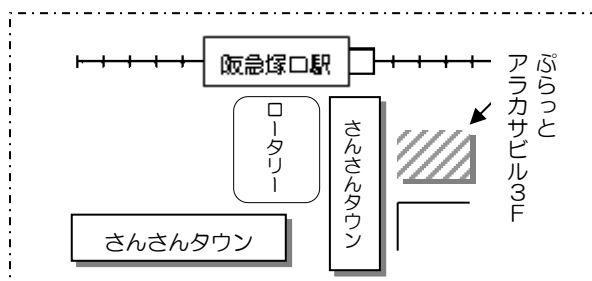 阪急塚口駅
ぷらっと
アラカサビル3F
ロータリー
さんさんタウン
さんさんタウン